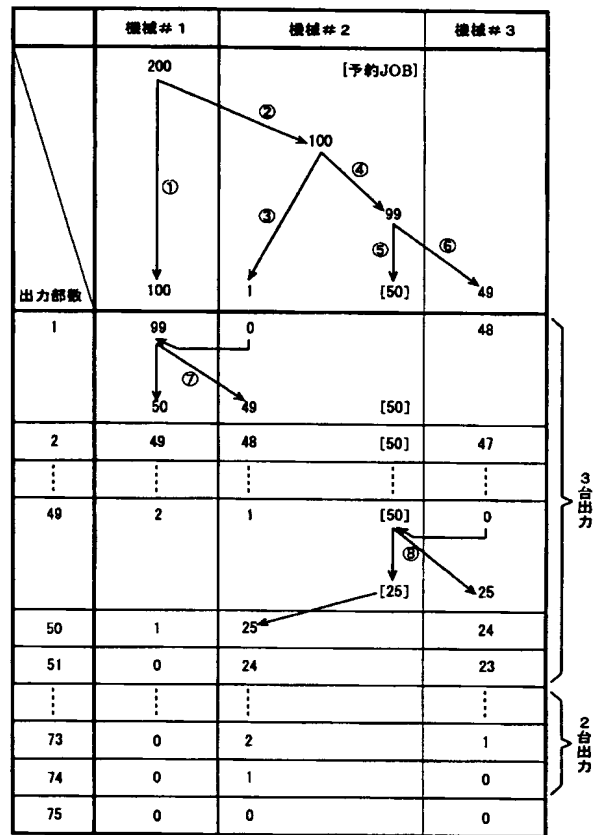 機械＃１ 機械＃２ 機械＃３
200 [予約JOB]
②
100
① ④
③ 99
⑤ ⑥
出力部数 100 1 [50] 49
1 99 0 48
⑦
50 49 [50]
2 49 48 [50] 47
49 2 1 [50] 0
⑧
[25] 25
50 1 25 24
51 0 24 23
73 0 2 1
74 0 1 0
75 0 0 0
3台出力
2台出力